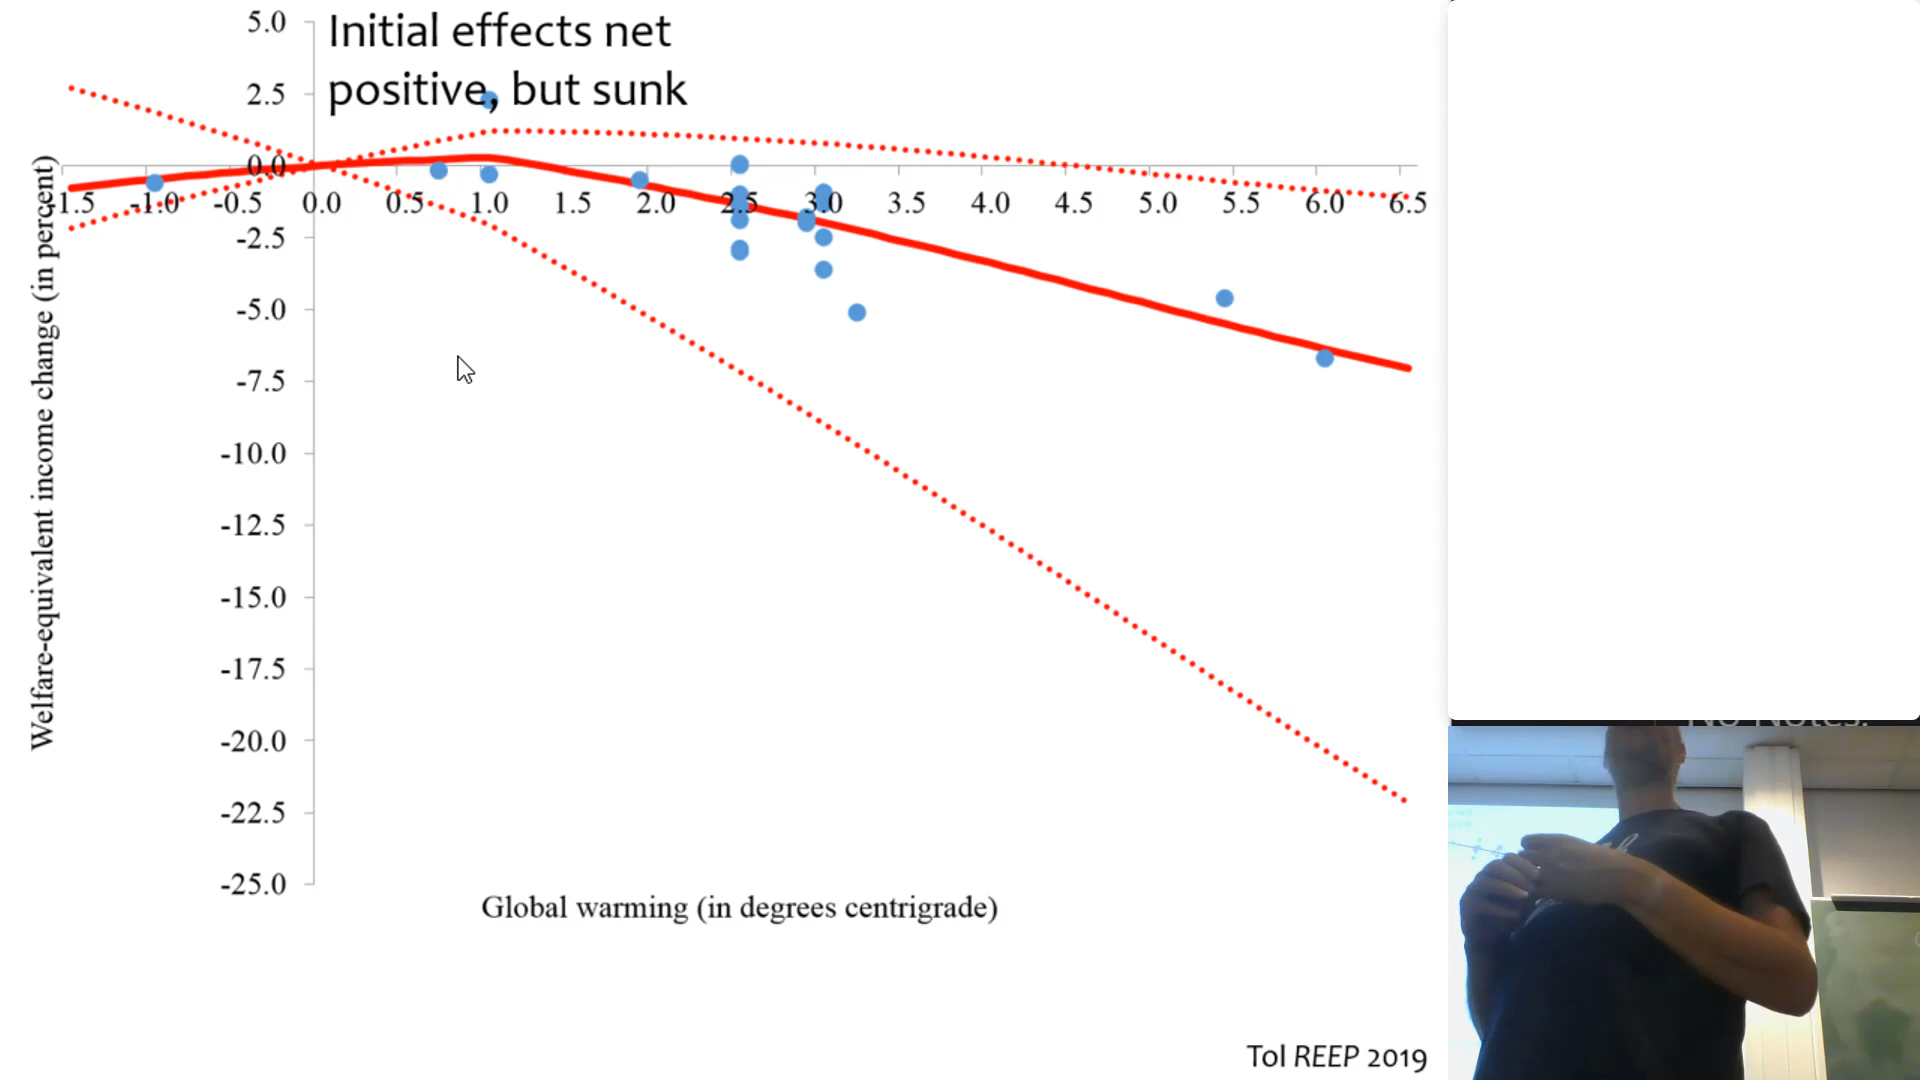 Initial effects net
positive, but sunk
5.0
2.5
0.0
-2.5
-5.0
-7.5
-10.0
-12.5
-15.0
-17.5
-20.0
-22.5
-25.0
-1.5 -1.0 -0.5 0.0 0.5 1.0 1.5 2.0 2.5 3.0 3.5 4.0 4.5 5.0 5.5 6.0 6.5
Welfare-equivalent income change (in percent)
Global warming (in degrees centrigrade)
Tol REEP 2019
No Notes.